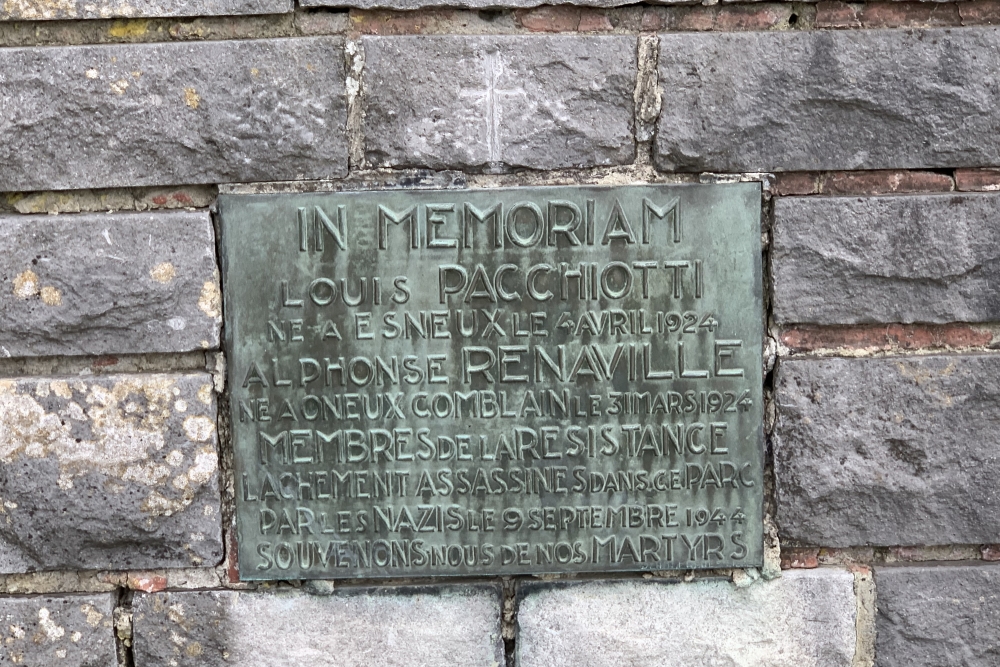 IN MEMORIAM
LOUIS PACCHIOTTI
NE A ESNEUX LE 4 AVRIL 1924
ALPHONSE RENAVILLE
NE A ONEUX COMBLAIN LE 31 MARS 1924
MEMBRES DE LA RESISTANCE
LACHEMENT ASSASSINES DANS CE PARC
PAR LES NAZIS LE 9 SEPTEMBRE 1944
SOUVENONS NOUS DE NOS MARTYRS